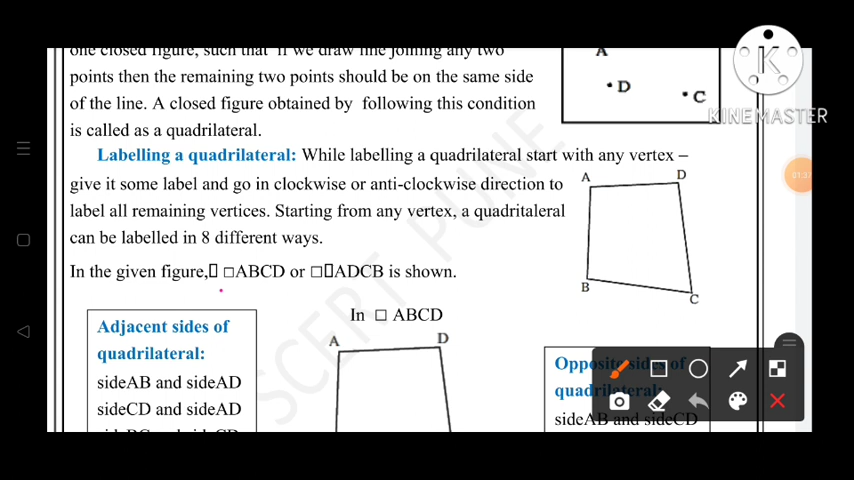 one closed figure, such that if we draw line joining any two
points then the remaining two points should be on the same side
of the line. A closed figure obtained by following this condition
is called as a quadrilateral.
A
D
C
K
KINEMASTER
Labelling a quadrilateral: While labelling a quadrilateral start with any vertex –
give it some label and go in clockwise or anti-clockwise direction to
label all remaining vertices. Starting from any vertex, a quadritaleral
can be labelled in 8 different ways.
In the given figure,▯ □ABCD or □▯ADCB is shown.
A D
B C
SCERT PUNE
In □ ABCD
A D
Adjacent sides of
quadrilateral:
sideAB and sideAD
sideCD and sideAD
Opposite sides of
quadrilateral:
sideAB and sideCD